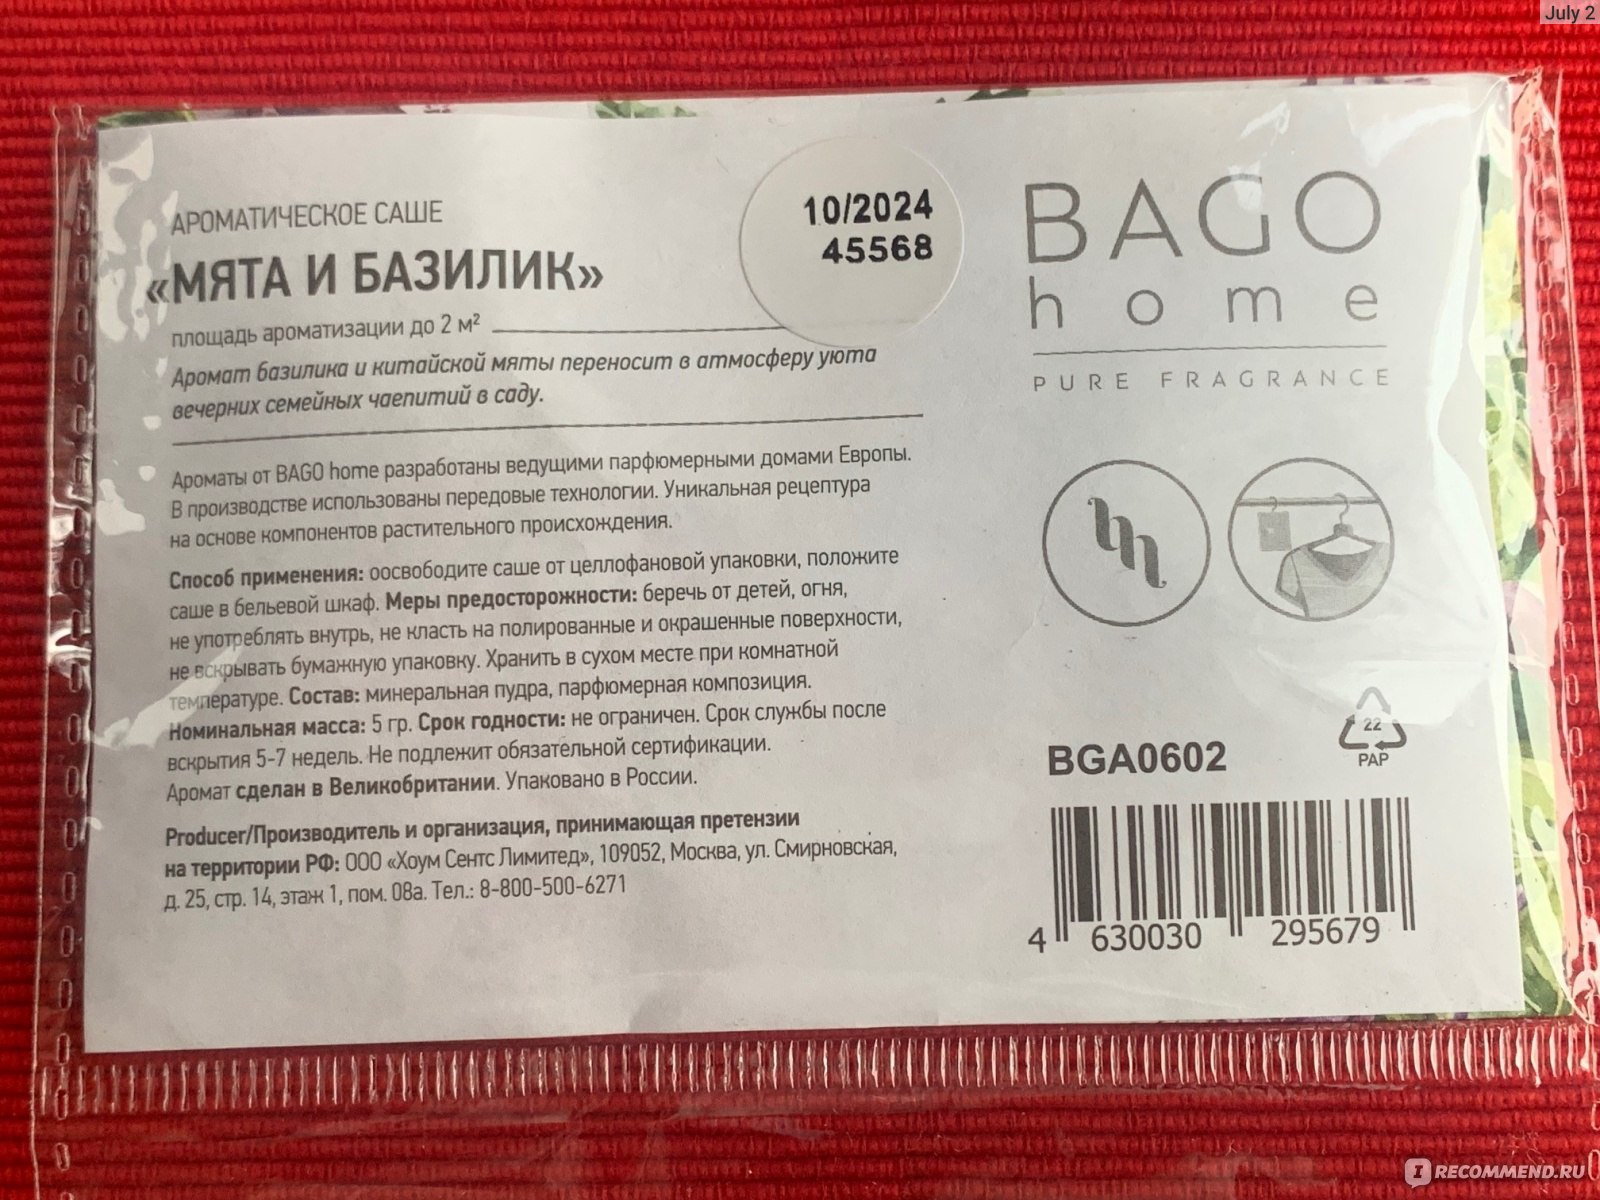 July 2
АРОМАТИЧЕСКОЕ САШЕ
«МЯТА И БАЗИЛИК»
площадь ароматизации до 2 м²
Аромат базилика и китайской мяты переносит в атмосферу уюта
вечерних семейных чаепитий в саду.
Ароматы от BAGO home разработаны ведущими парфюмерными домами Европы.
В производстве использованы передовые технологии. Уникальная рецептура
на основе компонентов растительного происхождения.
Способ применения: оосвободите саше от целлофановой упаковки, положите
саше в бельевой шкаф. Меры предосторожности: беречь от детей, огня,
не употреблять внутрь, не класть на полированные и окрашенные поверхности,
не вскрывать бумажную упаковку. Хранить в сухом месте при комнатной
температуре. Состав: минеральная пудра, парфюмерная композиция.
Номинальная масса: 5 гр. Срок годности: не ограничен. Срок службы после
вскрытия 5-7 недель. Не подлежит обязательной сертификации.
Аромат сделан в Великобритании. Упаковано в России.
Producer/Производитель и организация, принимающая претензии
на территории РФ: ООО «Хоум Сентс Лимитед», 109052, Москва, ул. Смирновская,
д. 25, стр. 14, этаж 1, пом. 08а. Тел.: 8-800-500-6271
10/2024
45568
BAGO
home
PURE FRAGRANCE
22
PAP
BGA0602
4 630030 295679
IRECOMMEND.RU